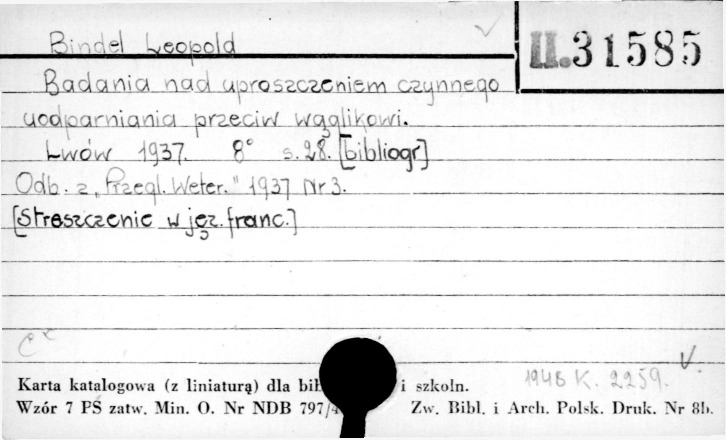 Bindel Leopold
II.31585
Badania nad uproszczeniem czynnego
uodparniania przeciw wąglikowi.
Lwów 1937. 8° s. 28. [bibliogr]
Odb. z „Przegl. Weter." 1937 Nr 3.
[Streszczenie w jęz. franc.]
1948 K. 2259.
Karta katalogowa (z liniaturą) dla i szkoln.
Wzór 7 PS zatw. Min. O. Nr NDB 797/4 Zw. Bibl. i Arch. Polsk. Druk. Nr 8b.